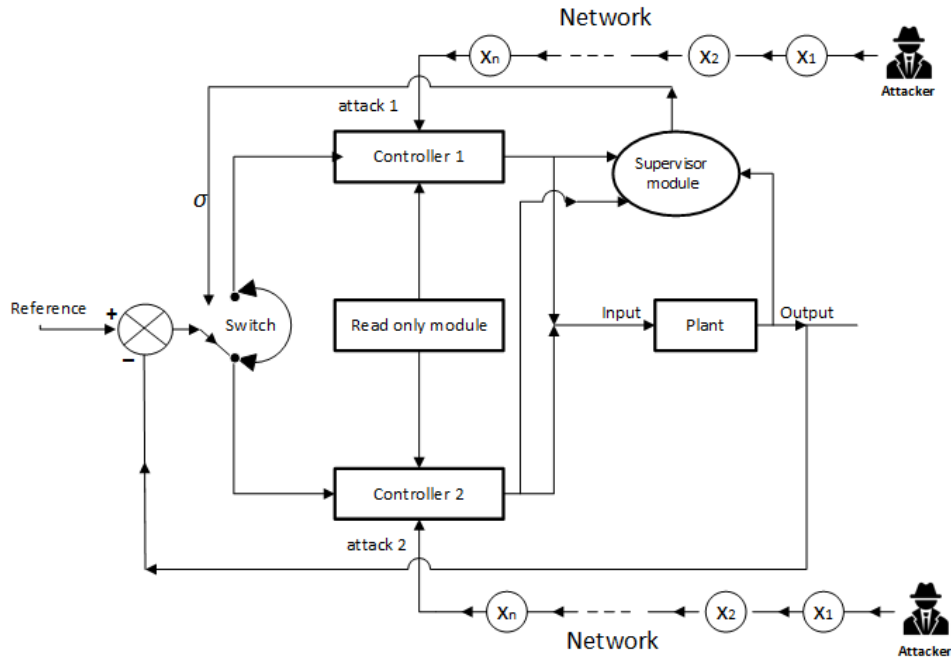 Network
Xn
X2
X1
Attacker
attack 1
Controller 1
Supervisor
module
σ
Reference
+
−
Switch
Read only module
Input
Plant
Output
Controller 2
attack 2
Xn
X2
X1
Network
Attacker